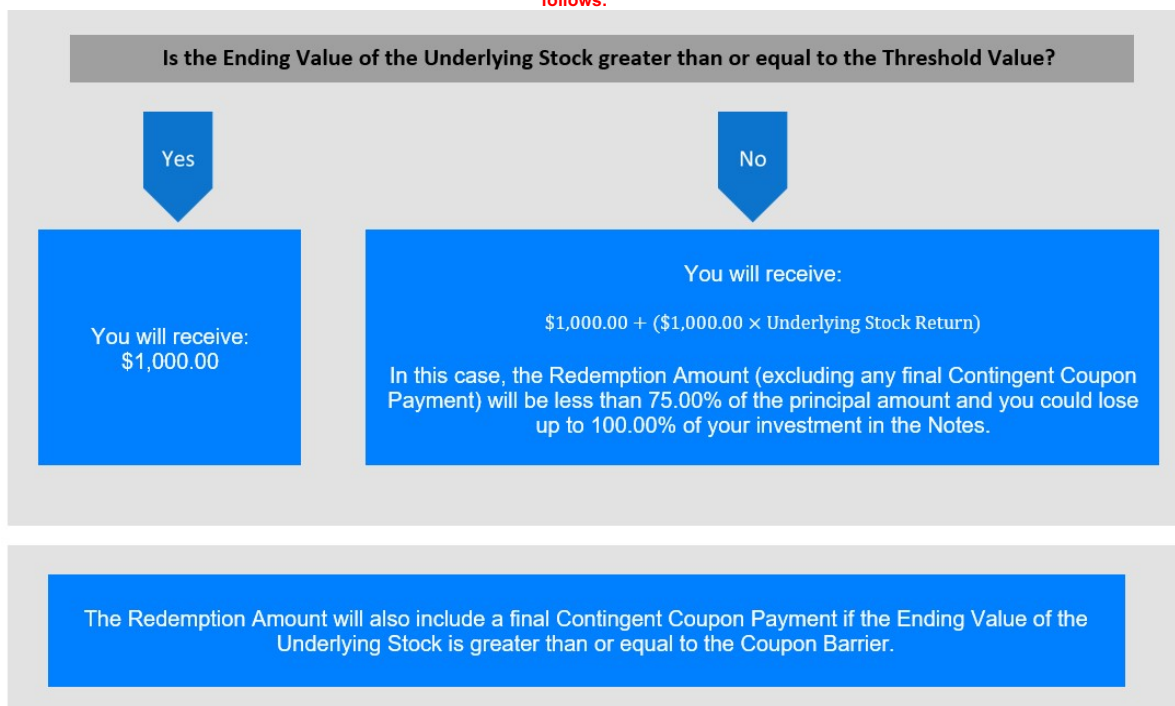 follows:
Is the Ending Value of the Underlying Stock greater than or equal to the Threshold Value?
Yes
No
You will receive:
$1,000.00
You will receive:
$1,000.00 + ($1,000.00 × Underlying Stock Return)
In this case, the Redemption Amount (excluding any final Contingent Coupon
Payment) will be less than 75.00% of the principal amount and you could lose
up to 100.00% of your investment in the Notes.
The Redemption Amount will also include a final Contingent Coupon Payment if the Ending Value of the
Underlying Stock is greater than or equal to the Coupon Barrier.